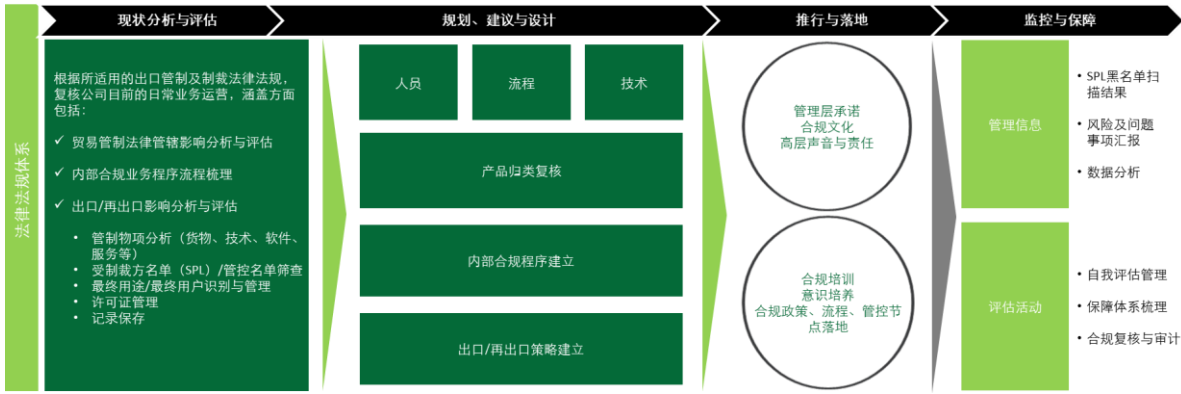 现状分析与评估
规划、建议与设计
推行与落地
监控与保障
法律法规体系
根据所适用的出口管制及制裁法律法规，
复核公司目前的日常业务运营，涵盖方面
包括：
✓ 贸易管制法律管辖影响分析与评估
✓ 内部合规业务程序流程梳理
✓ 出口/再出口影响分析与评估
• 管制物项分析（货物、技术、软件、
服务等）
• 受制裁方名单（SPL）/管控名单筛查
• 最终用途/最终用户识别与管理
• 许可证管理
• 记录保存
人员
流程
技术
产品归类复核
内部合规程序建立
出口/再出口策略建立
管理层承诺
合规文化
高层声音与责任
合规培训
意识培养
合规政策、流程、管控节
点落地
管理信息
• SPL黑名单扫
描结果
• 风险及问题
事项汇报
• 数据分析
评估活动
• 自我评估管理
• 保障体系梳理
• 合规复核与审计